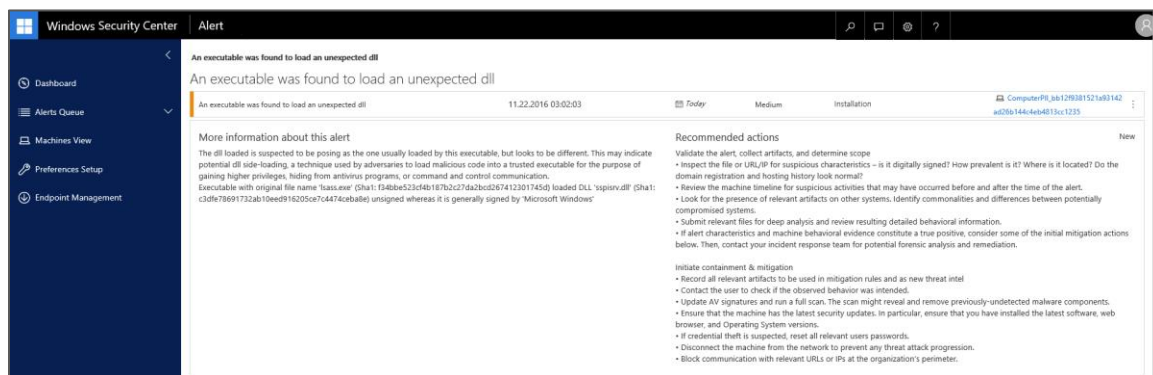 Windows Security Center
Alert
Dashboard
Alerts Queue
Machines View
Preferences Setup
Endpoint Management
An executable was found to load an unexpected dll
An executable was found to load an unexpected dll
An executable was found to load an unexpected dll 11.22.2016 03:02:03 Today Medium Installation ComputerPII_bb12f9381521a93142
ad26b144c4eb4813cc1235
More information about this alert
The dll loaded is suspected to be posing as the one usually loaded by this executable, but looks to be different. This may indicate
potential dll side-loading, a technique used by adversaries to load malicious code into a trusted executable for the purpose of
gaining higher privileges, hiding from antivirus programs, or command and control communication.
Executable with original file name 'lsass.exe' (Sha1: f34bbe523cf4b187b2c27da2bcd267412301745d) loaded DLL 'sspisrv.dll' (Sha1:
c3dfe78691732ab10eed916205ce7c4474ceba8e) unsigned whereas it is generally signed by 'Microsoft Windows'
Recommended actions
New
Validate the alert, collect artifacts, and determine scope
• Inspect the file or URL/IP for suspicious characteristics – is it digitally signed? How prevalent is it? Where is it located? Do the
domain registration and hosting history look normal?
• Review the machine timeline for suspicious activities that may have occurred before and after the time of the alert.
• Look for the presence of relevant artifacts on other systems. Identify commonalities and differences between potentially
compromised systems.
• Submit relevant files for deep analysis and review resulting detailed behavioral information.
• If alert characteristics and machine behavioral evidence constitute a true positive, consider some of the initial mitigation actions
below. Then, contact your incident response team for potential forensic analysis and remediation.
Initiate containment & mitigation
• Record all relevant artifacts to be used in mitigation rules and as new threat intel
• Contact the user to check if the observed behavior was intended.
• Update AV signatures and run a full scan. The scan might reveal and remove previously-undetected malware components.
• Ensure that the machine has the latest security updates. In particular, ensure that you have installed the latest software, web
browser, and Operating System versions.
• If credential theft is suspected, reset all relevant users passwords.
• Disconnect the machine from the network to prevent any threat attack progression.
• Block communication with relevant URLs or IPs at the organization's perimeter.